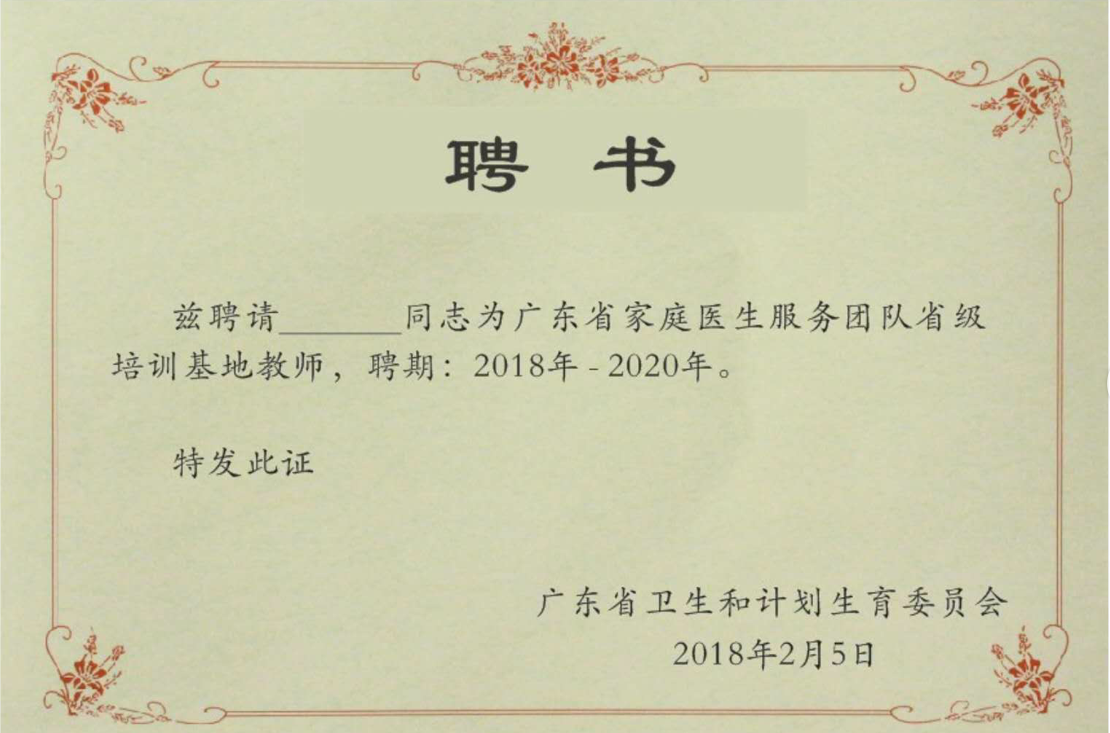 聘 书
兹聘请_______同志为广东省家庭医生服务团队省级
培训基地教师，聘期：2018年-2020年。
特发此证
广东省卫生和计划生育委员会
2018年2月5日